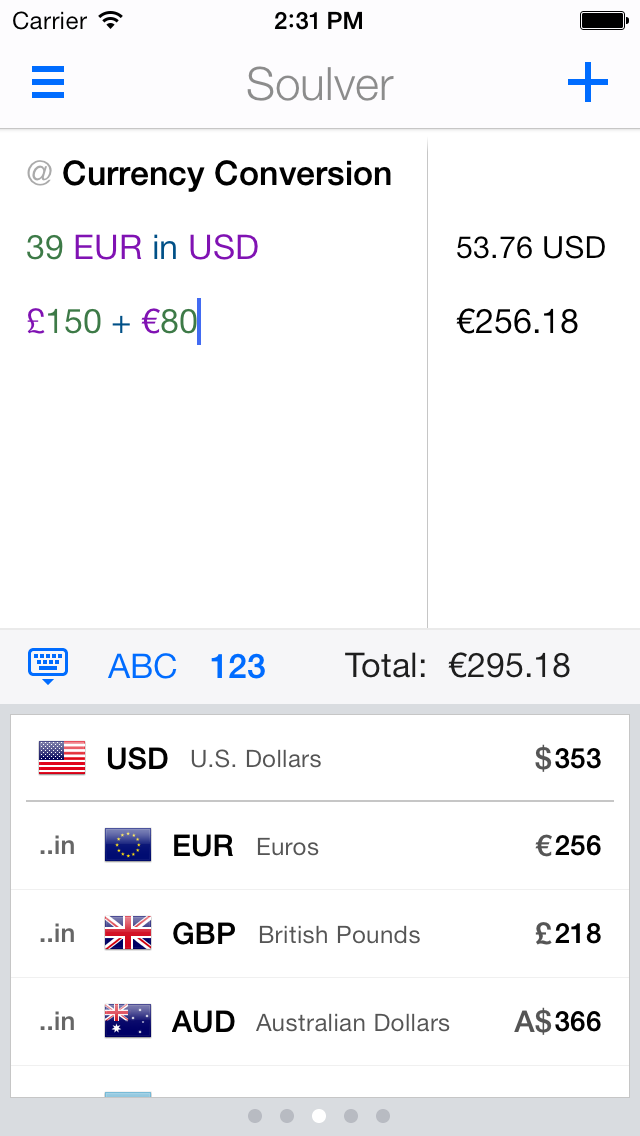 Carrier 2:31 PM
Soulver
@ Currency Conversion
39 EUR in USD 53.76 USD
£150 + €80 €256.18
ABC 123 Total: €295.18
USD U.S. Dollars $353
..in EUR Euros €256
..in GBP British Pounds £218
..in AUD Australian Dollars A$366